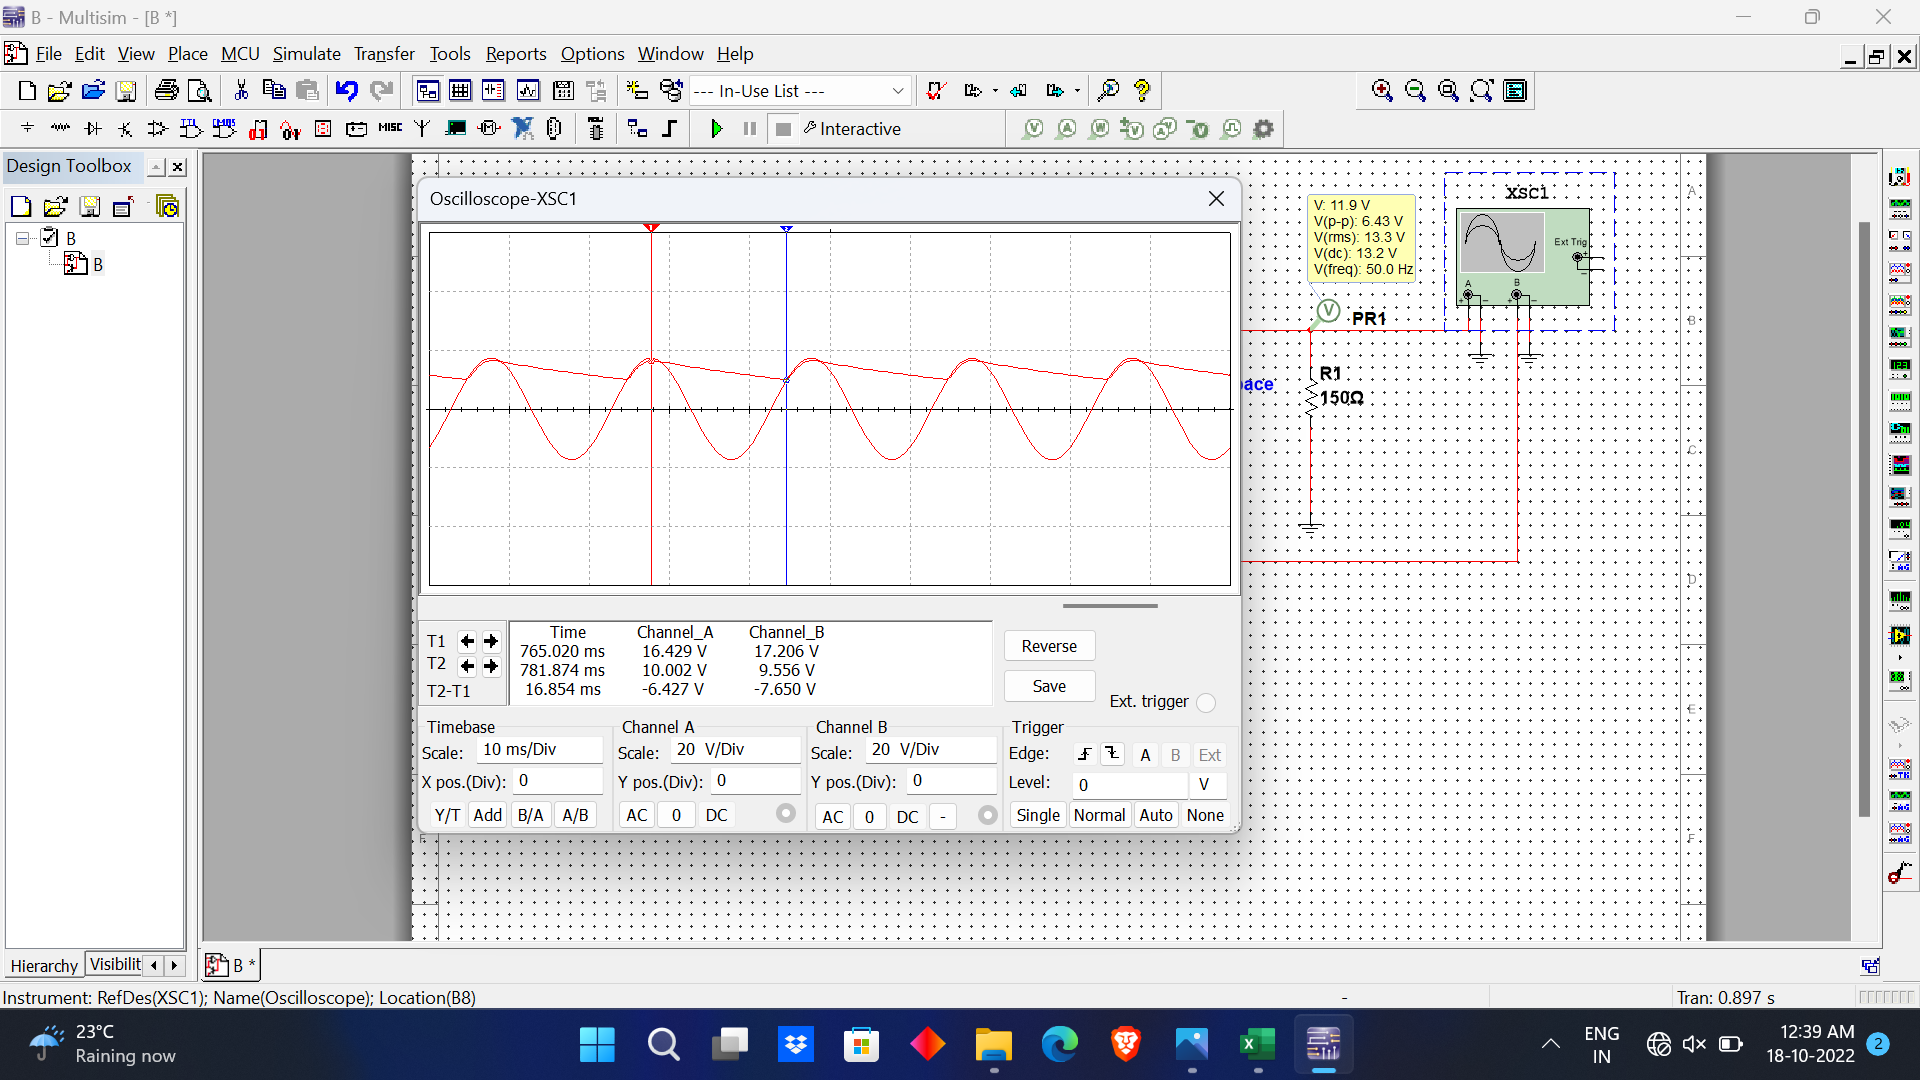 B - Multisim - [B *]
File Edit View Place MCU Simulate Transfer Tools Reports Options Window Help
--- In-Use List ---
MISC
Interactive
Design Toolbox
B
B
Oscilloscope-XSC1
V: 11.9 V
V(p-p): 6.43 V
V(rms): 13.3 V
V(dc): 13.2 V
V(freq): 50.0 Hz
V
PR1
XSC1
Ext Trig
A B
R1
150Ω
ace
A
B
C
D
E
F
Time Channel_A Channel_B
T1 765.020 ms 16.429 V 17.206 V
T2 781.874 ms 10.002 V 9.556 V
T2-T1 16.854 ms -6.427 V -7.650 V
Reverse
Save
Ext. trigger
Timebase Channel A Channel B Trigger
Scale: 10 ms/Div Scale: 20 V/Div Scale: 20 V/Div Edge: A B Ext
X pos.(Div): 0 Y pos.(Div): 0 Y pos.(Div): 0 Level: 0 V
Y/T Add B/A A/B AC 0 DC AC 0 DC - Single Normal Auto None
Hierarchy Visibilit
B *
Instrument: RefDes(XSC1); Name(Oscilloscope); Location(B8)
-
Tran: 0.897 s
23°C
Raining now
ENG
IN
12:39 AM
18-10-2022
2